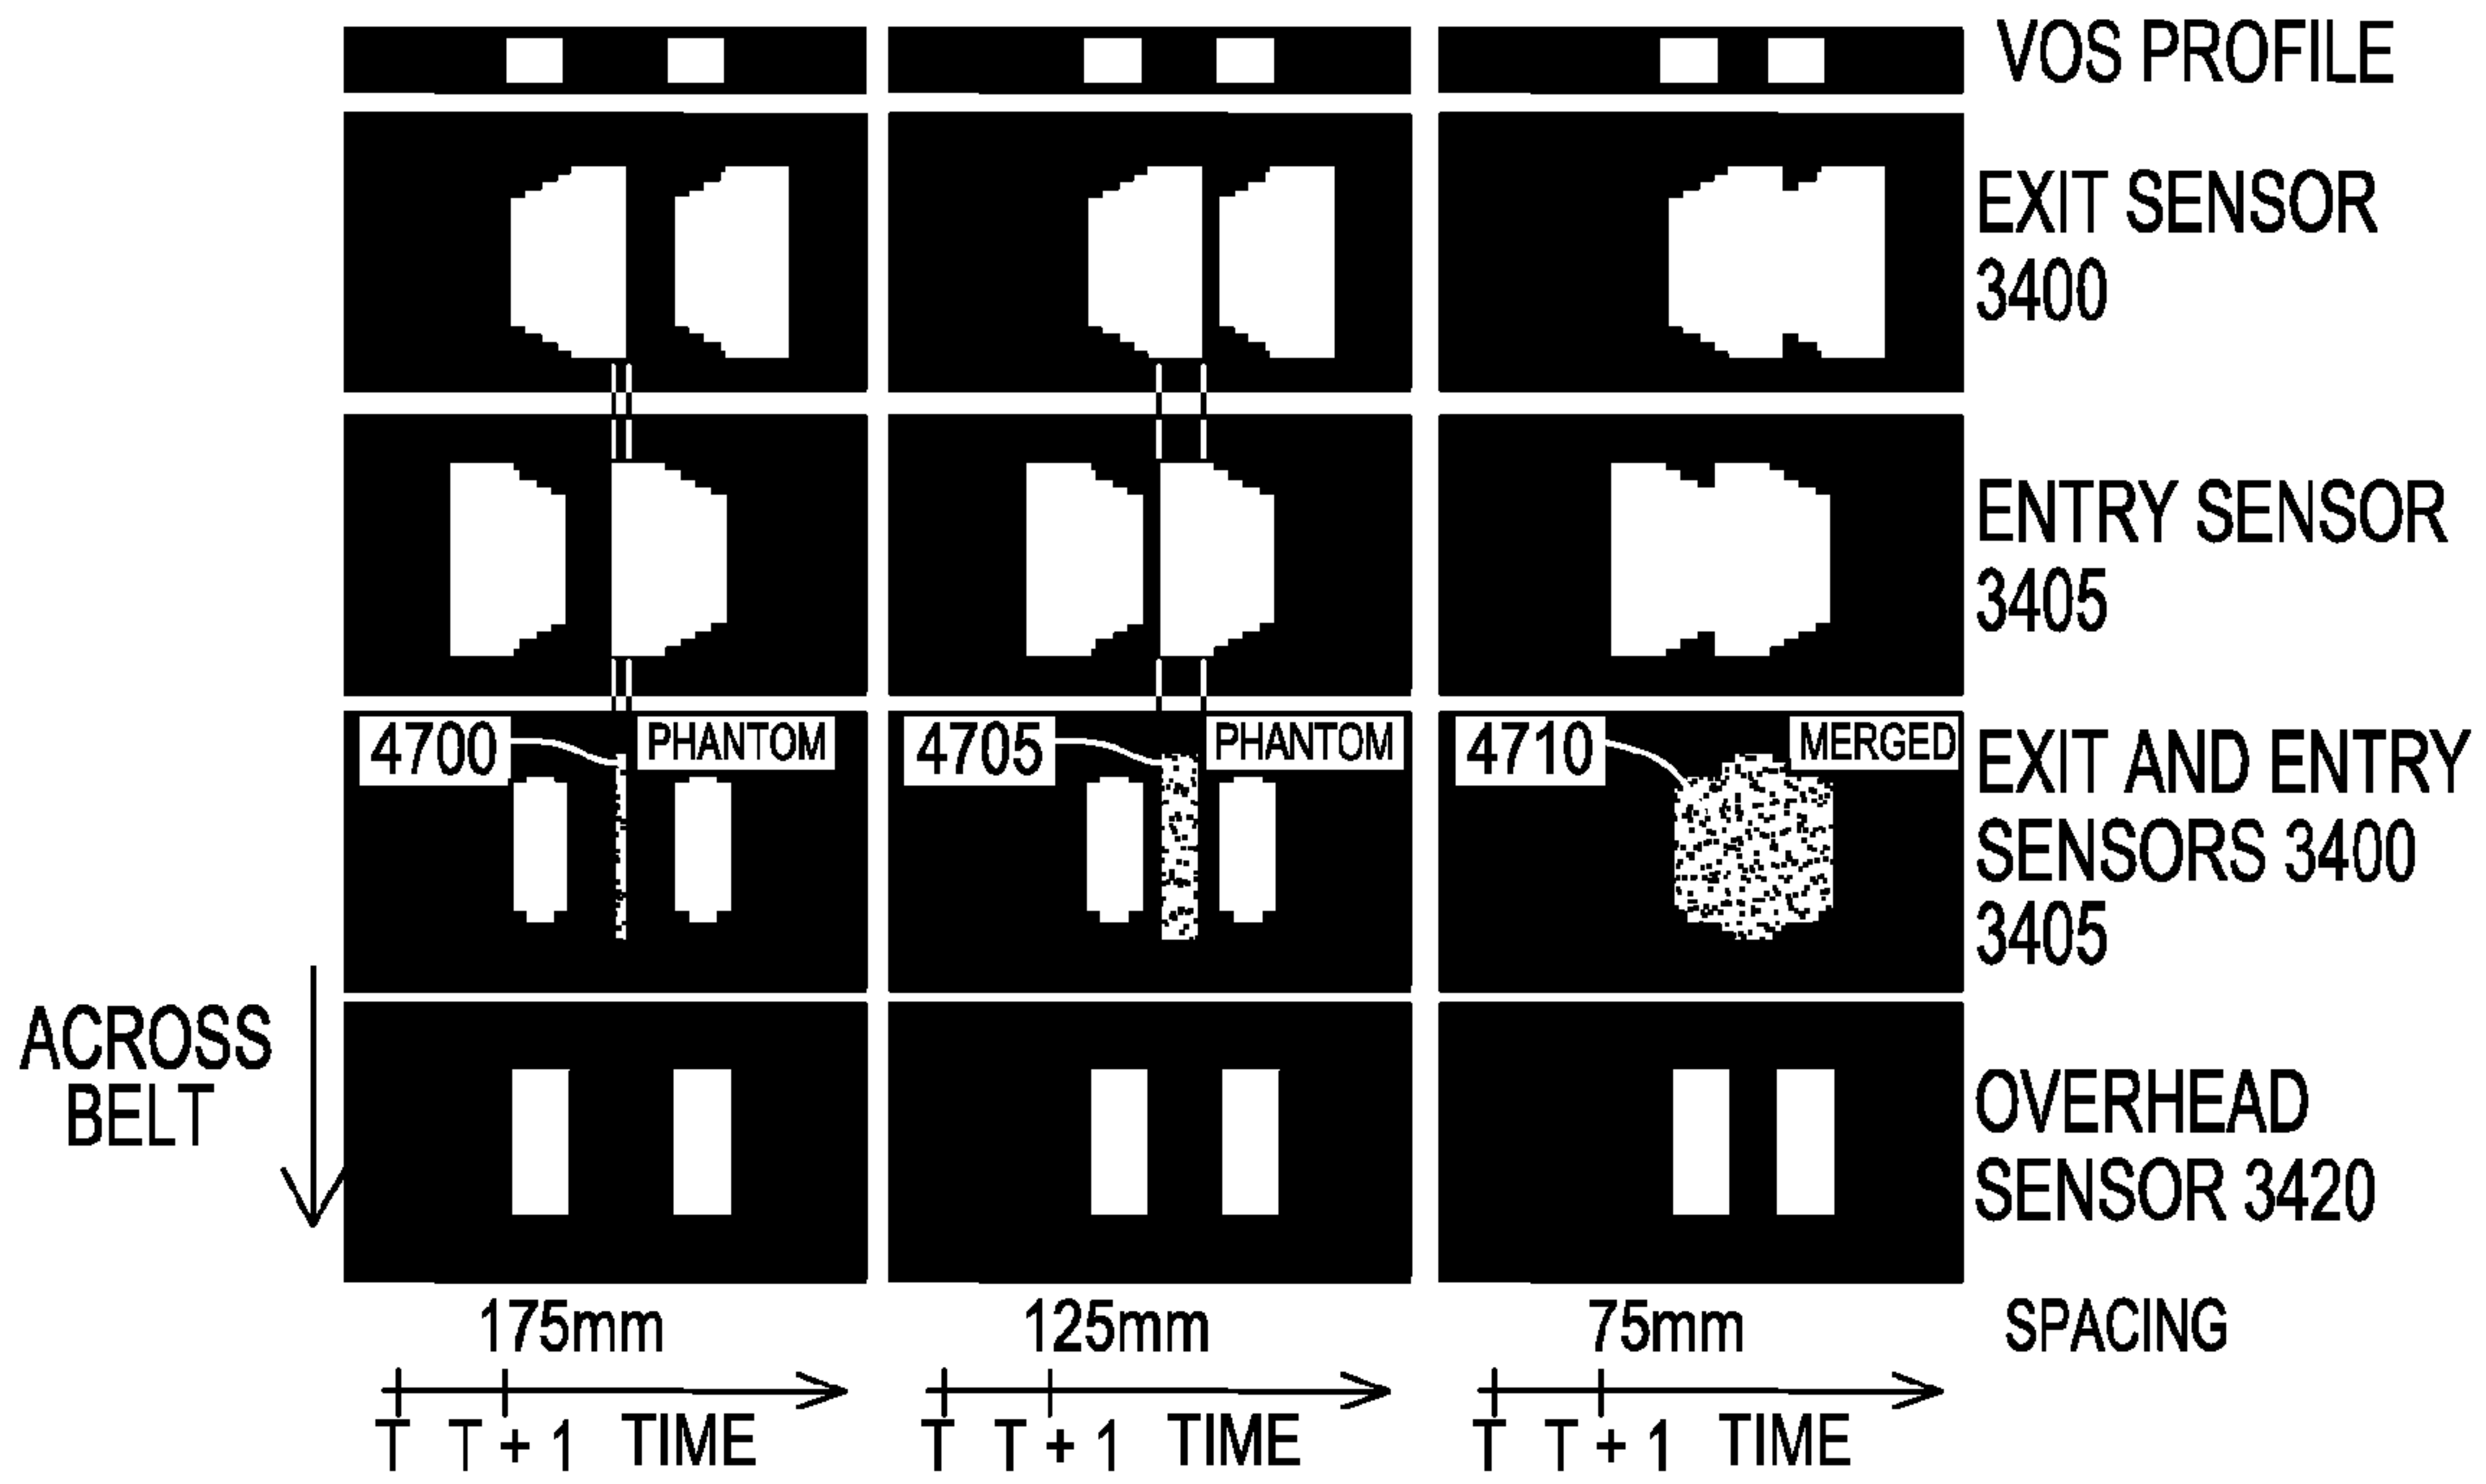 VOS PROFILE
EXIT SENSOR
3400
ENTRY SENSOR
3405
4700
PHANTOM
4705
PHANTOM
4710
MERGED
EXIT AND ENTRY
SENSORS 3400
3405
ACROSS
BELT
OVERHEAD
SENSOR 3420
175mm
125mm
75mm
SPACING
T T + 1 TIME
T T + 1 TIME
T T + 1 TIME